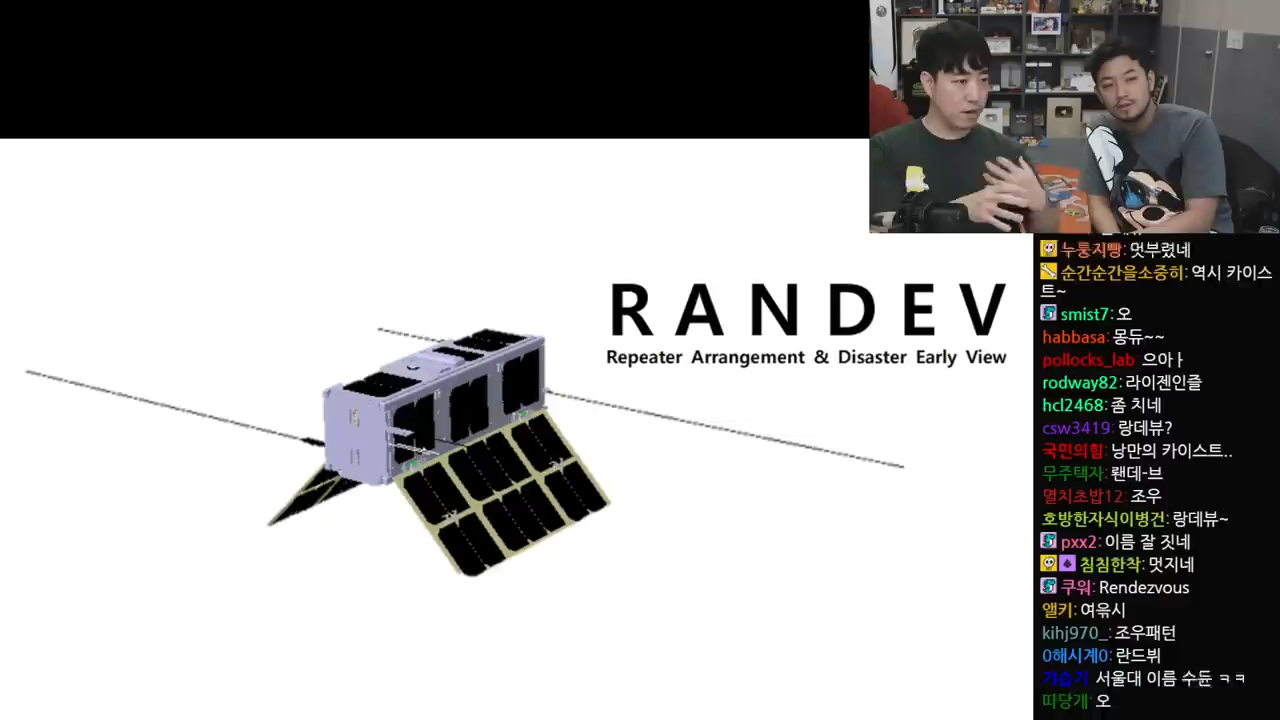 R A N D E V
Repeater Arrangement & Disaster Early View
누룽지빵: 멋부렸네
순간순간을소중히: 역시 카이스
트~
smist7: 오
habbasa: 몽듀~~
pollocks_lab 으아ㅏ
rodway82: 라이젠인즐
hcl2468: 좀 치네
csw3419: 랑데뷰?
국민의힘: 낭만의 카이스트..
무주택자: 랜데-브
멸치초밥12: 조우
호방한자식이병건: 랑데뷰~
pxx2: 이름 잘 짓네
침침한착: 멋지네
쿠워: Rendezvous
앨키: 여윾시
kihj970_: 조우패턴
0해시계0: 란드뷔
가습기 서울대 이름 수듄 ㅋㅋ
띠당개: 오